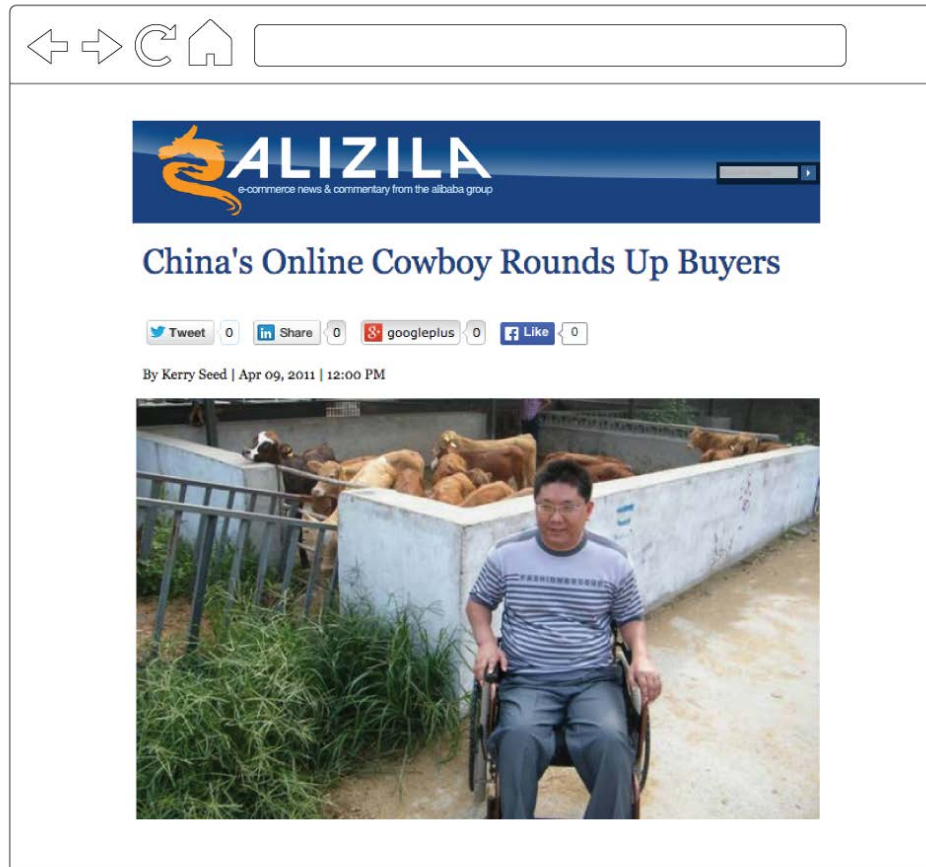 ALIZILA
e-commerce news & commentary from the alibaba group
China's Online Cowboy Rounds Up Buyers
Tweet 0 Share 0 googleplus 0 Like 0
By Kerry Seed | Apr 09, 2011 | 12:00 PM